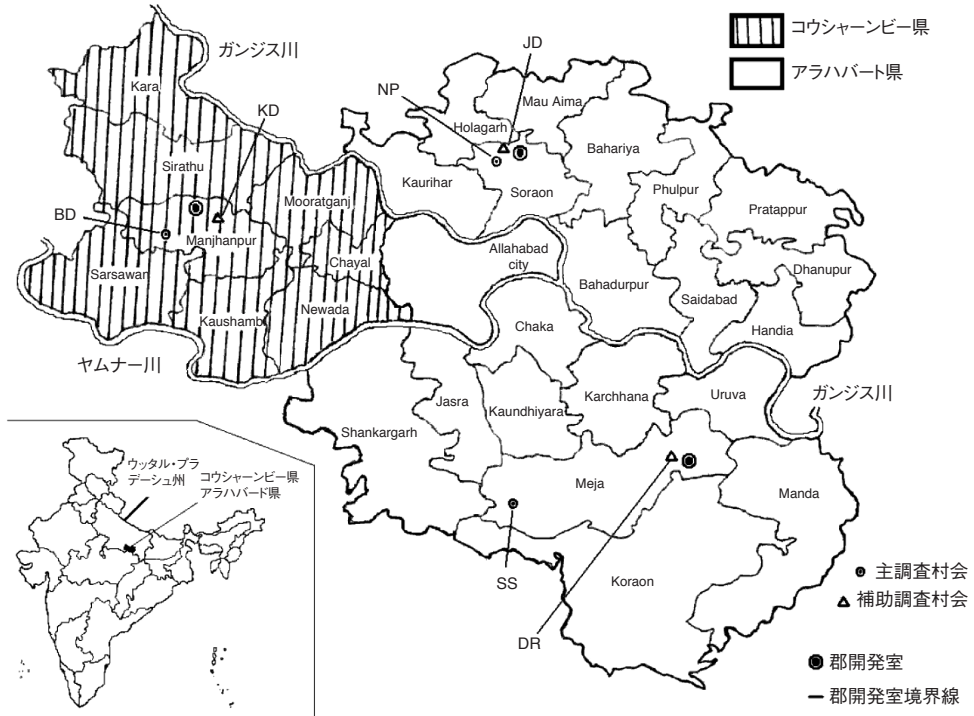 ガンジス川
JD
コウシャーンビー県
アラハバート県
Kara
KD
NP
Mau Aima
Holagarh
Bahariya
Sirathu
Kaurihar
Soraon
Phulpur
Mooratganj
Pratappur
BD
Manjhanpur
Allahabad
city
Chayal
Dhanupur
Sarsawan
Bahadurpur
Saidabad
Newada
Kaushamb
Chaka
Handia
ヤムナー川
Jasra
Kaundhiyara
Karchhana
Uruva
ガンジス川
Shankargarh
ウッタル・プラ
デーシュ州
コウシャーンビー県
アラハバード県
Meja
Manda
SS
Koraon
DR
主調査村会
補助調査村会
郡開発室
郡開発室境界線